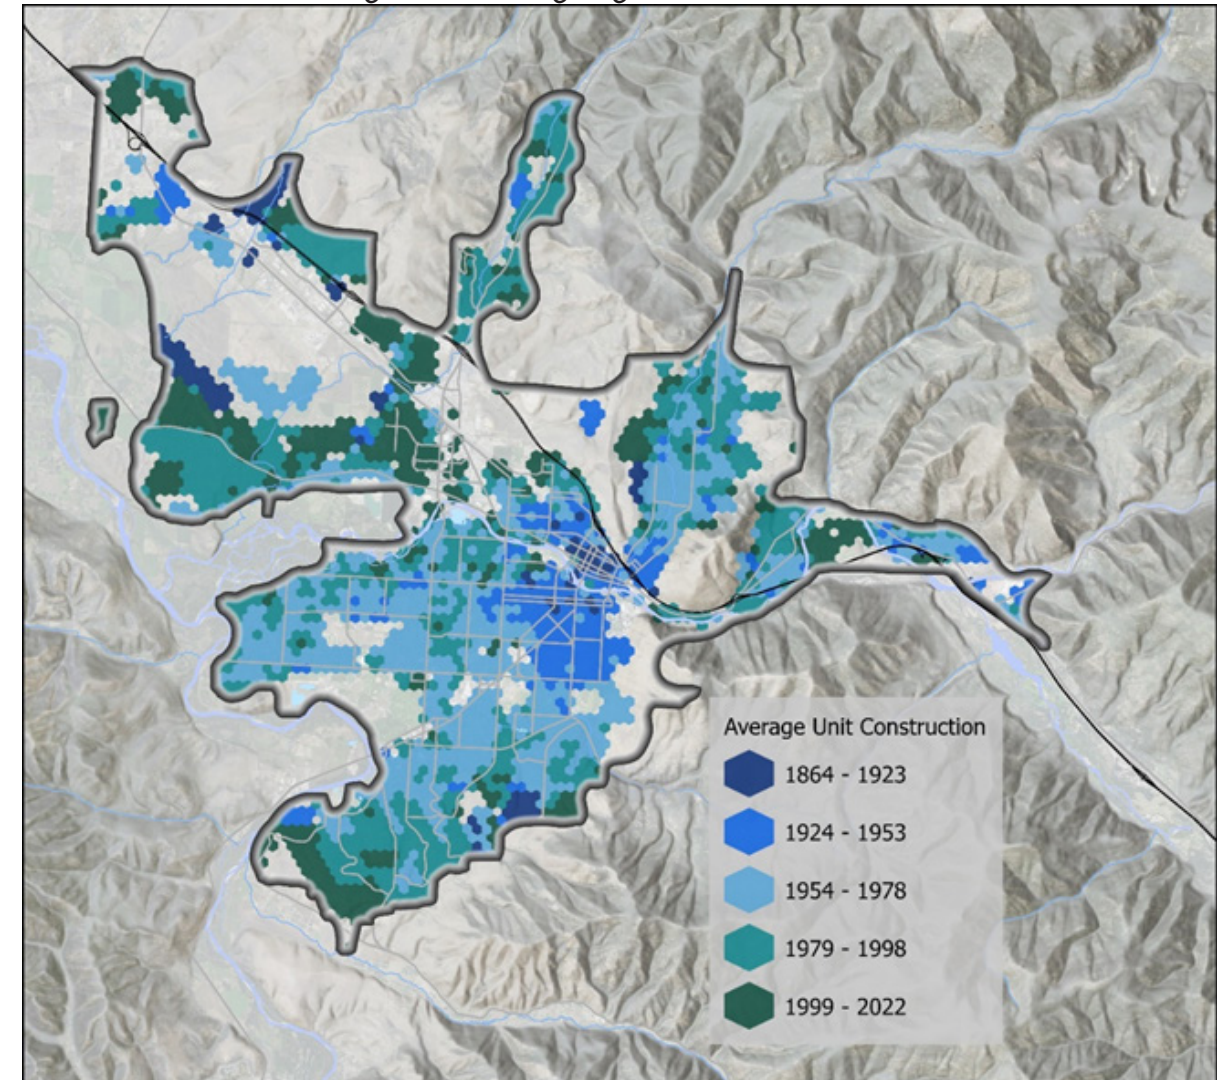 Average Unit Construction
1864 - 1923
1924 - 1953
1954 - 1978
1979 - 1998
1999 - 2022